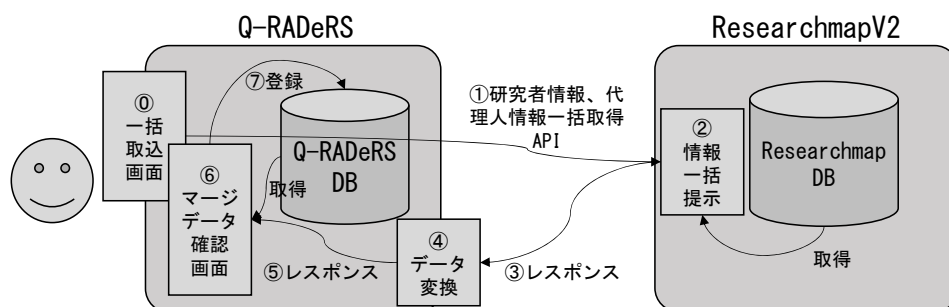 Q-RADeRS
ResearchmapV2
⓪
一括
取込
画面
⑦登録
Q-RADeRS
DB
取得
⑥
マージ
データ
確認
画面
⑤レスポンス
④
データ
変換
①研究者情報、代
理人情報一括取得
API
③レスポンス
②
情報
一括
提示
Researchmap
DB
取得